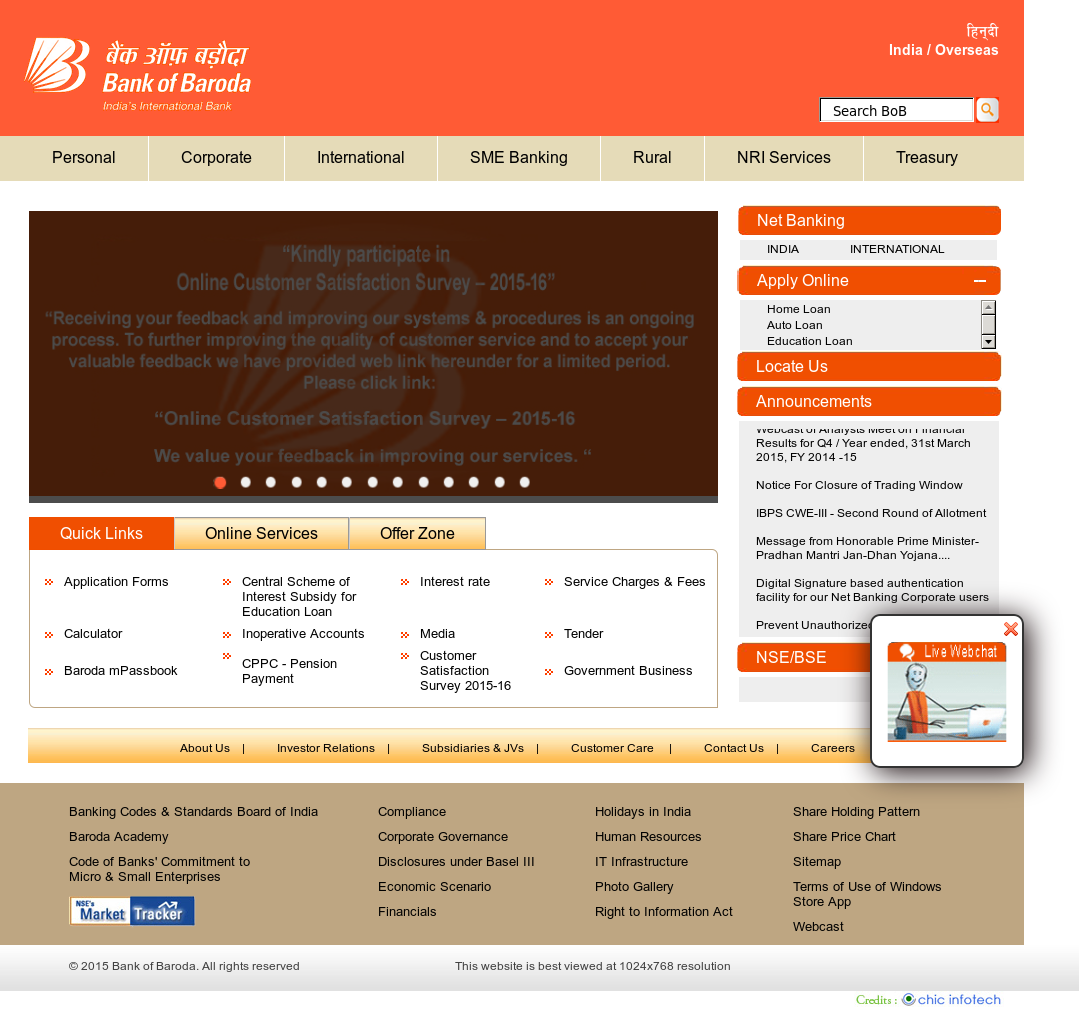 हिन्दी
India / Overseas
बैंक ऑफ़ बड़ौदा
Bank of Baroda
India's International Bank
Search BoB
Personal
Corporate
International
SME Banking
Rural
NRI Services
Treasury
“Kindly participate in
Online Customer Satisfaction Survey – 2015-16”
“Receiving your feedback and improving our systems & procedures is an ongoing
process. To further improving the quality of customer service and to accept your
valuable feedback we have provided web link hereunder for a limited period.
Please click link:
“Online Customer Satisfaction Survey – 2015-16
We value your feedback in improving our services. “
Net Banking
INDIA
INTERNATIONAL
Apply Online
Home Loan
Auto Loan
Education Loan
Locate Us
Announcements
Webcast of Analysts Meet on Financial
Results for Q4 / Year ended, 31st March
2015, FY 2014 -15
Notice For Closure of Trading Window
IBPS CWE-III - Second Round of Allotment
Message from Honorable Prime Minister-
Pradhan Mantri Jan-Dhan Yojana....
Digital Signature based authentication
facility for our Net Banking Corporate users
Prevent Unauthorized
NSE/BSE
Live Webchat
Quick Links
Online Services
Offer Zone
Application Forms
Central Scheme of
Interest Subsidy for
Education Loan
Interest rate
Service Charges & Fees
Calculator
Inoperative Accounts
Media
Tender
Baroda mPassbook
CPPC - Pension
Payment
Customer
Satisfaction
Survey 2015-16
Government Business
About Us |
Investor Relations |
Subsidiaries & JVs |
Customer Care |
Contact Us |
Careers
Banking Codes & Standards Board of India
Baroda Academy
Code of Banks' Commitment to
Micro & Small Enterprises
NSE's
Market Tracker
Compliance
Corporate Governance
Disclosures under Basel III
Economic Scenario
Financials
Holidays in India
Human Resources
IT Infrastructure
Photo Gallery
Right to Information Act
Share Holding Pattern
Share Price Chart
Sitemap
Terms of Use of Windows
Store App
Webcast
© 2015 Bank of Baroda. All rights reserved
This website is best viewed at 1024x768 resolution
Credits : chic infotech